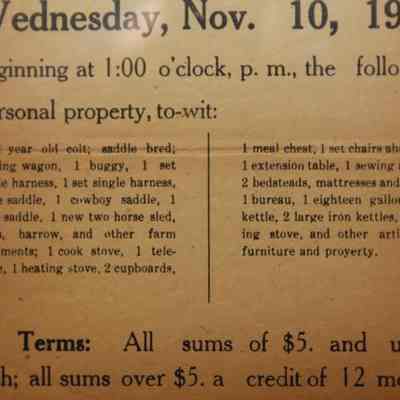 Wednesday, Nov. 10, 19
ginning at 1:00 o'clock, p. m., the follo
rsonal property, to-wit:
year old colt; saddle bred;
ing wagon, 1 buggy, 1 set
le harness, 1 set single harness,
e saddle, 1 cowboy saddle, 1
saddle, 1 new two horse sled,
, harrow, and other farm
ments; 1 cook stove, 1 tele-
e, 1 heating stove, 2 cupboards,
1 meal chest, 1 set chairs
1 extension table, 1 sewing
2 bedsteads, mattresses and
1 bureau, 1 eighteen gallo
kettle, 2 large iron kettles,
ing stove, and other arti
furniture and proyerty.
Terms: All sums of $5. and u
h; all sums over $5. a credit of 12 m